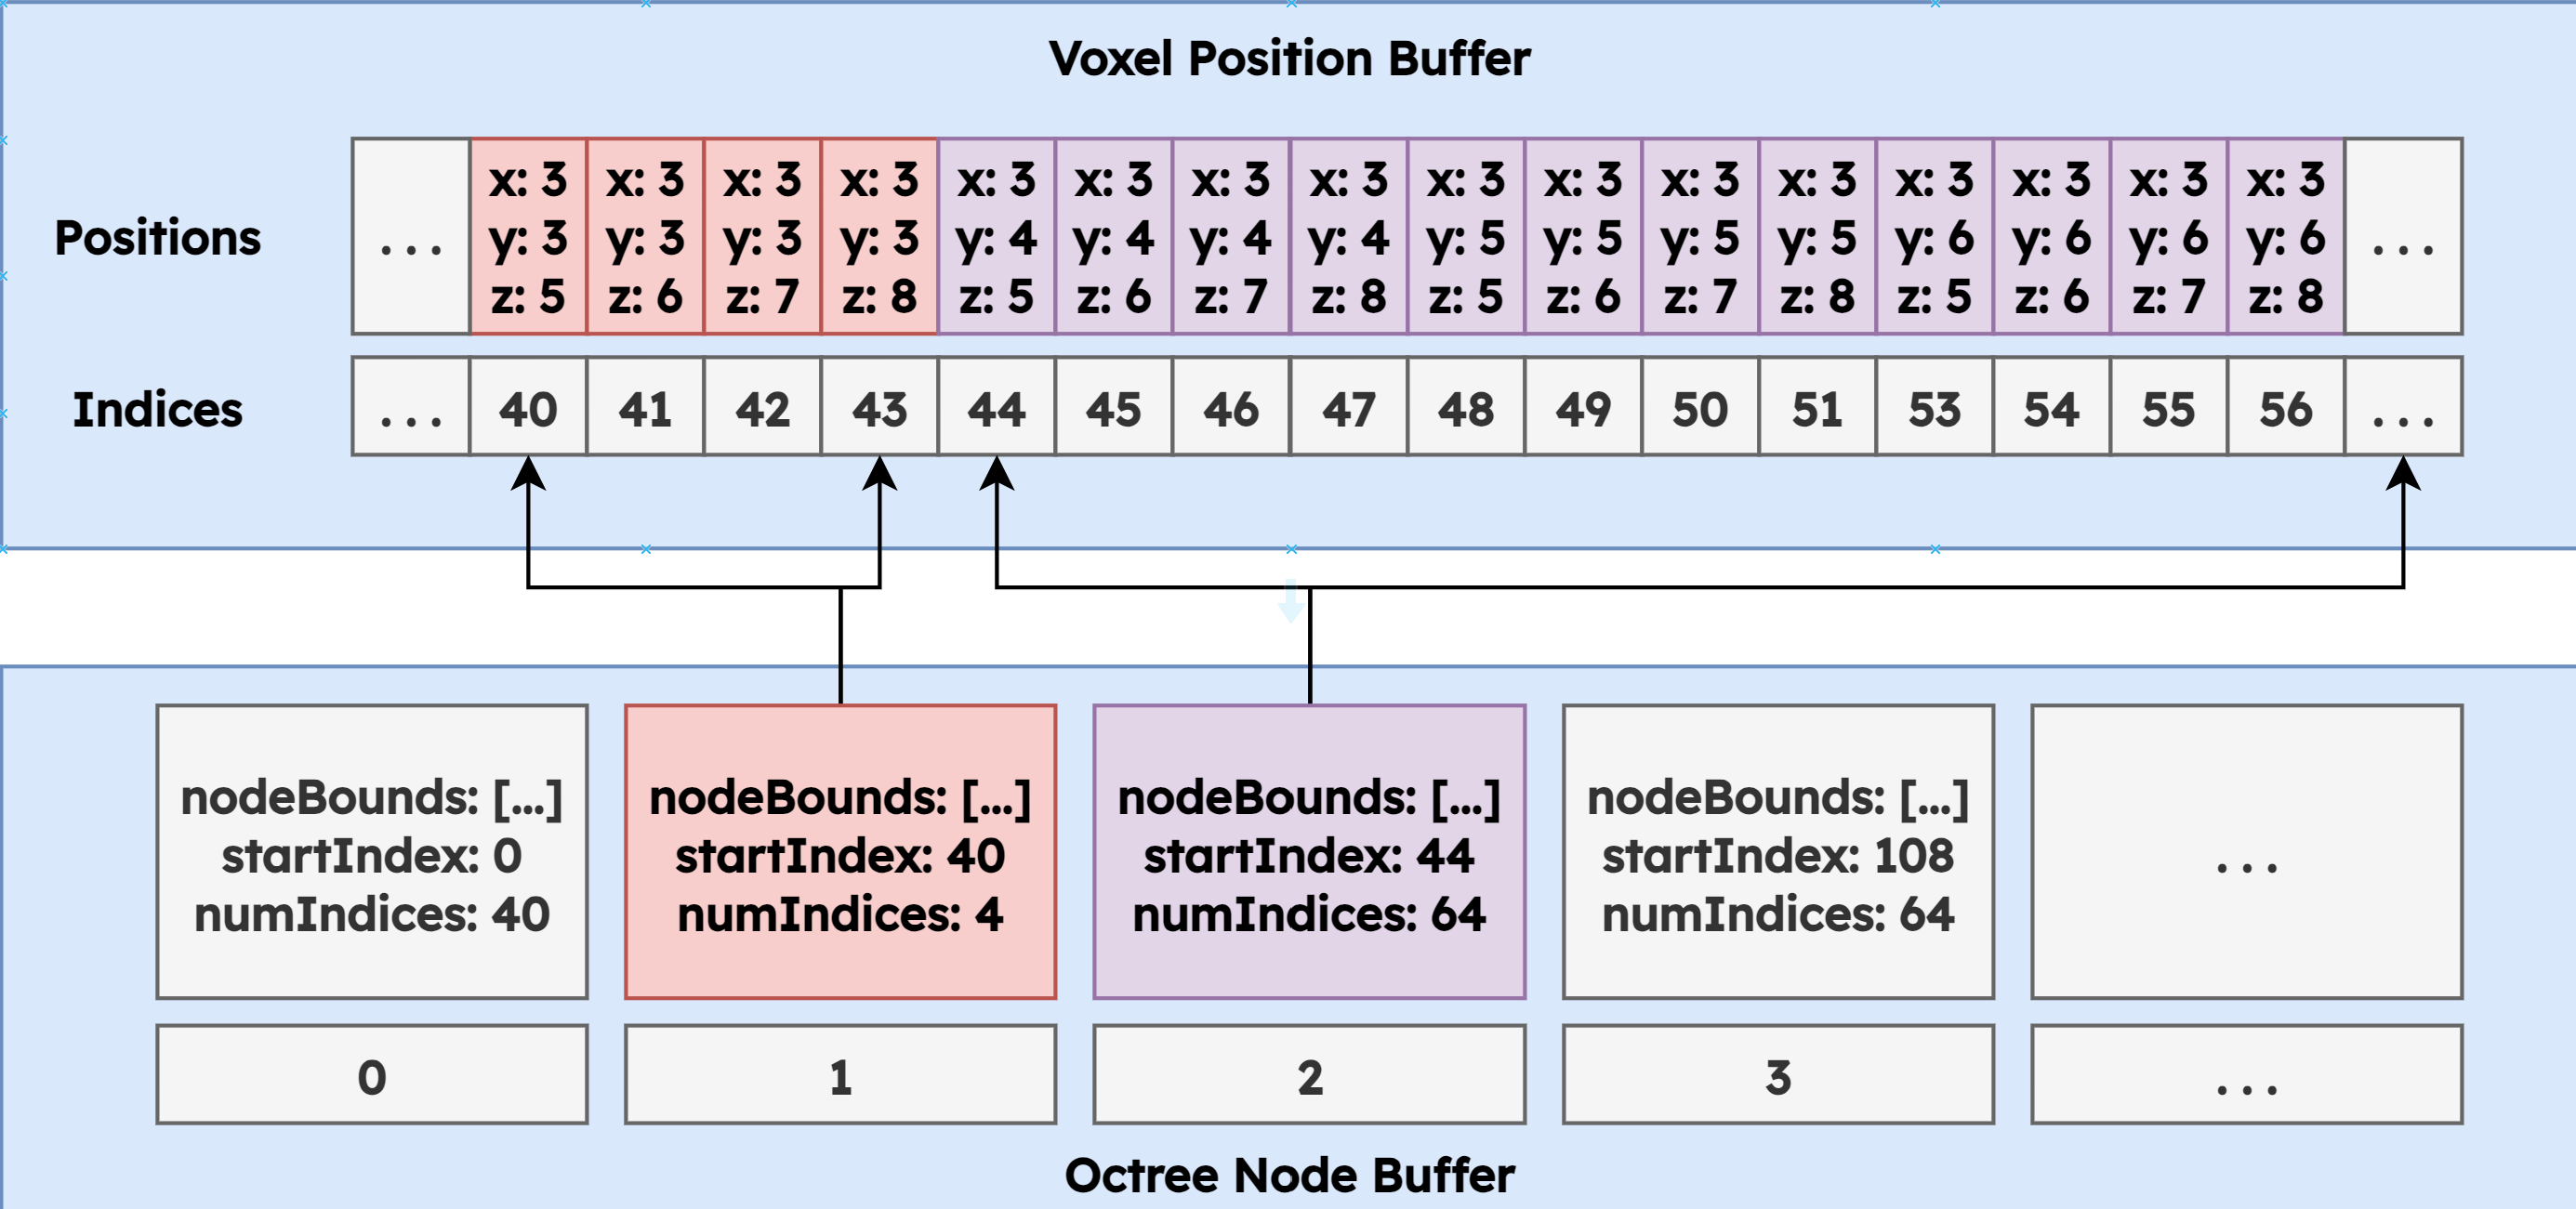 Voxel Position Buffer
Positions
...
x: 3 x: 3 x: 3 x: 3 x: 3 x: 3 x: 3 x: 3 x: 3 x: 3 x: 3 x: 3 x: 3 x: 3 x: 3 x: 3
y: 3 y: 3 y: 3 y: 3 y: 4 y: 4 y: 4 y: 4 y: 5 y: 5 y: 5 y: 5 y: 6 y: 6 y: 6 y: 6
z: 5 z: 6 z: 7 z: 8 z: 5 z: 6 z: 7 z: 8 z: 5 z: 6 z: 7 z: 8 z: 5 z: 6 z: 7 z: 8
...
Indices ... 40 41 42 43 44 45 46 47 48 49 50 51 53 54 55 56 ...
nodeBounds: [...]
startIndex: 0
numIndices: 40
nodeBounds: [...]
startIndex: 40
numIndices: 4
nodeBounds: [...]
startIndex: 44
numIndices: 64
nodeBounds: [...]
startIndex: 108
numIndices: 64
...
0 1 2 3 ...
Octree Node Buffer